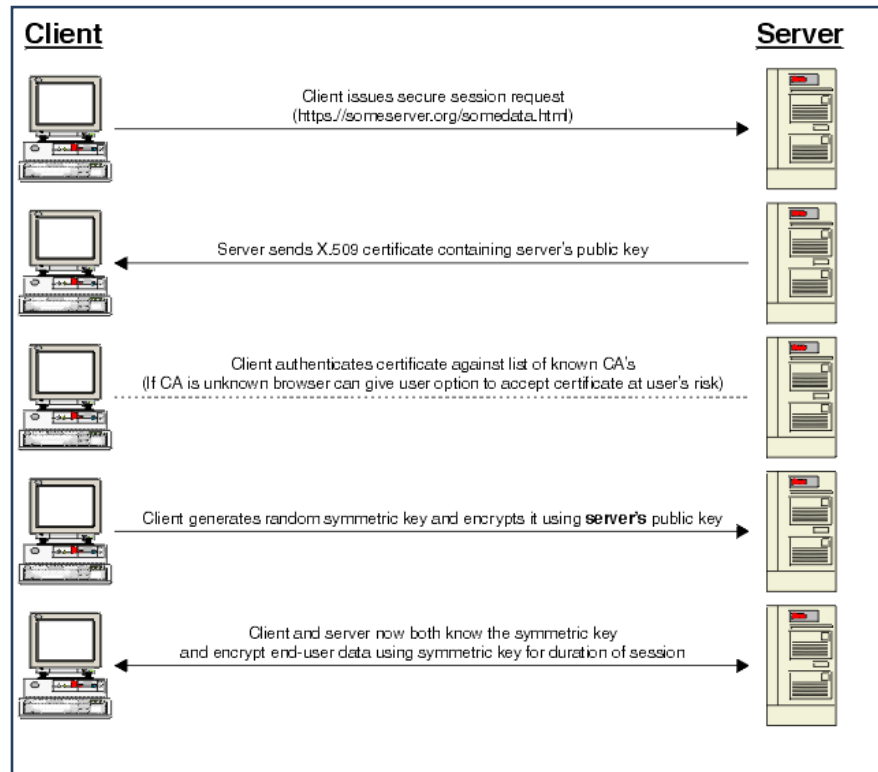 Client
Server
Client issues secure session request
(https://someserver.org/somedata.html)
Server sends X.509 certificate containing server's public key
Client authenticates certificate against list of known CA's
(If CA is unknown browser can give user option to accept certificate at user's risk)
Client generates random symmetric key and encrypts it using server's public key
Client and server now both know the symmetric key
and encrypt end-user data using symmetric key for duration of session